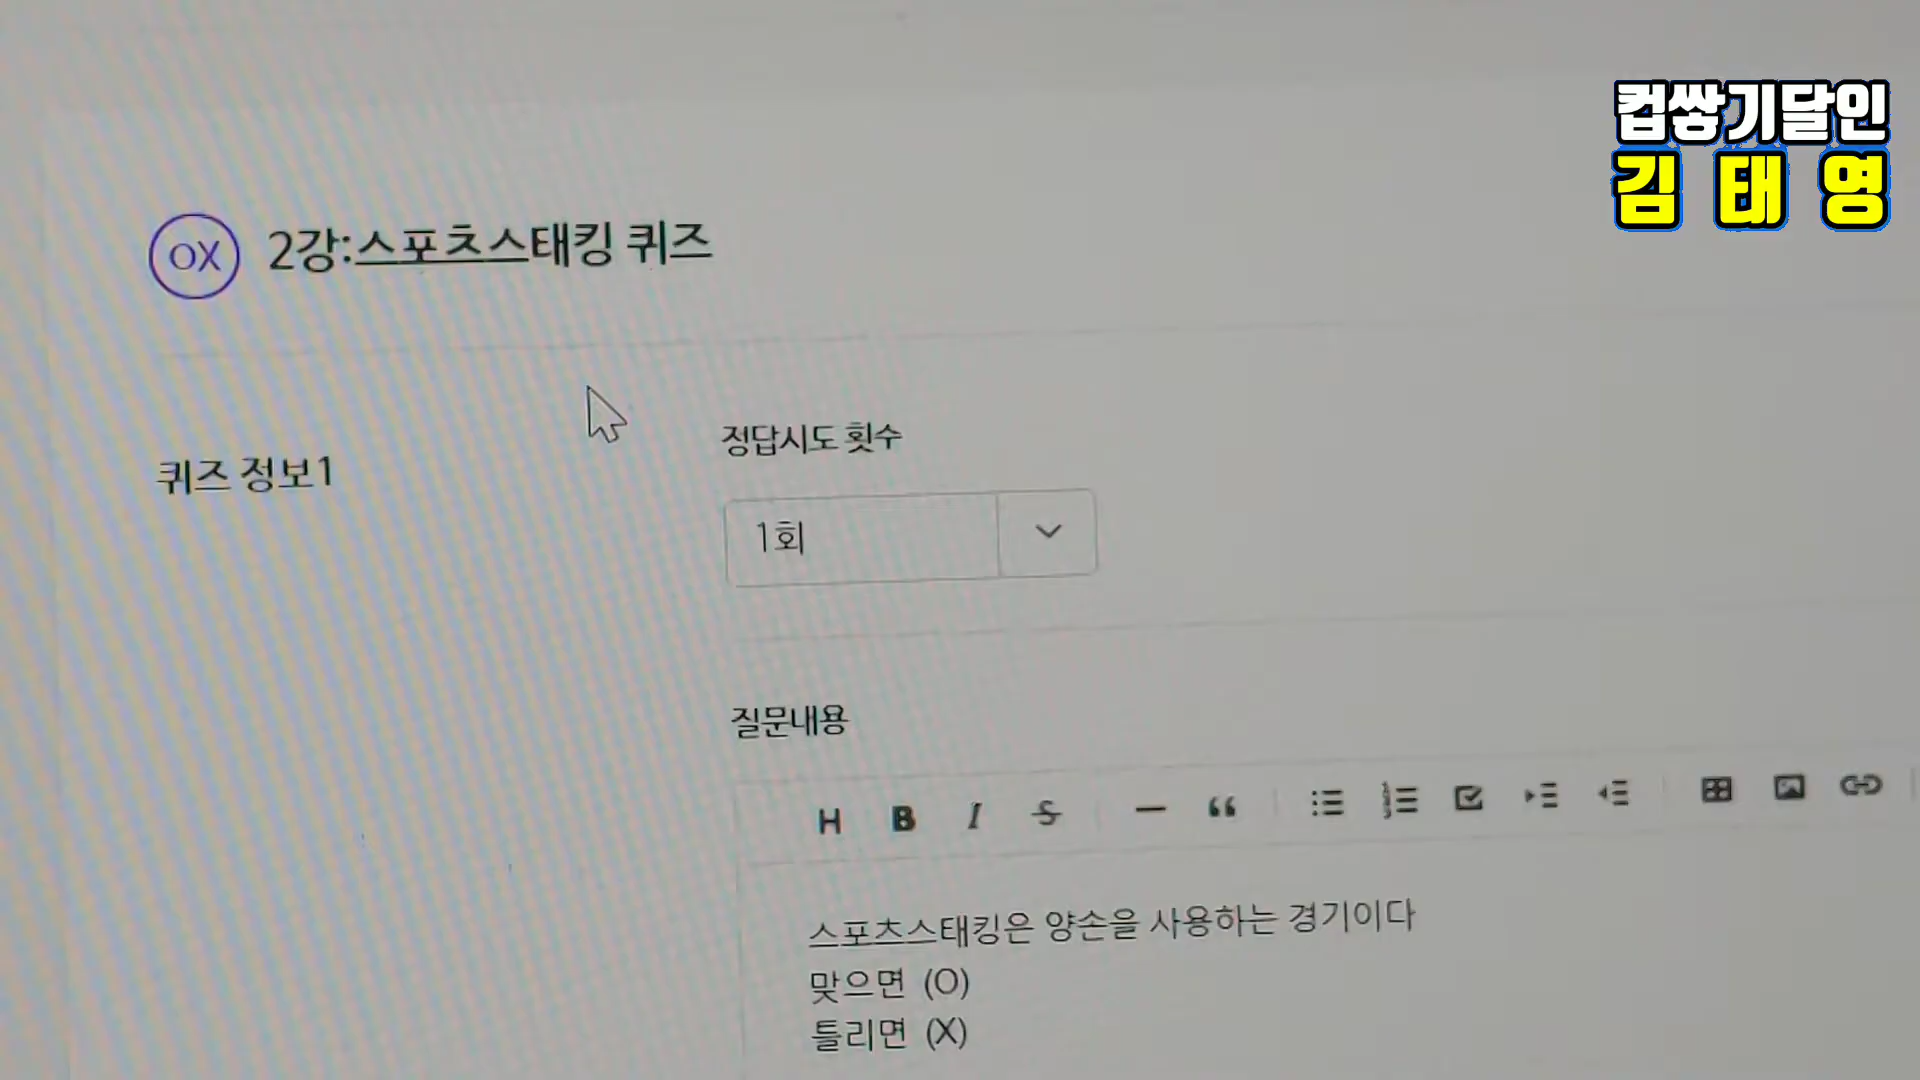 컵쌓기달인
김태영
OX 2강:스포츠스태킹 퀴즈
퀴즈 정보1
정답시도 횟수
1회
질문내용
H B I S
스포츠스태킹은 양손을 사용하는 경기이다
맞으면 (O)
틀리면 (X)